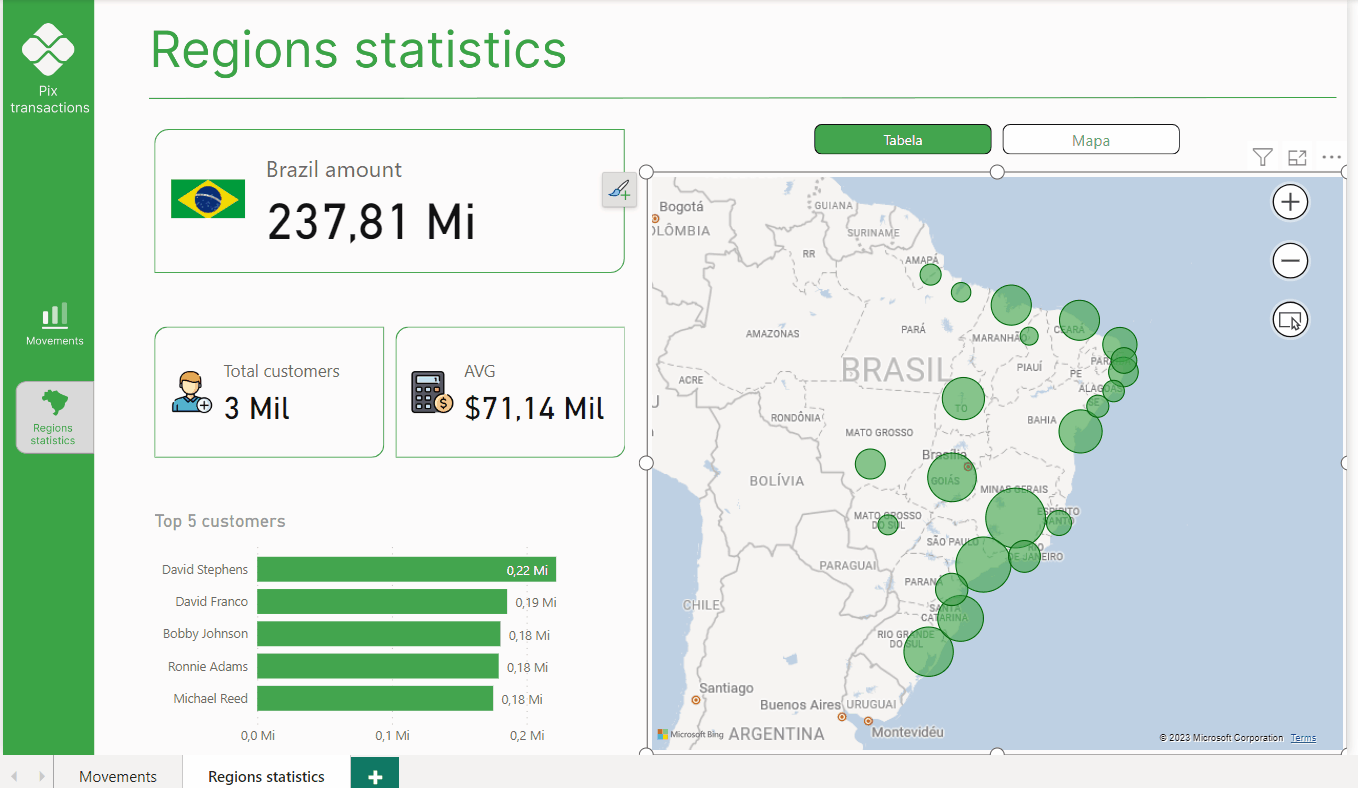 Regions statistics
Pix
transactions
Movements
Regions
statistics
Brazil amount
237,81 Mi
Total customers
3 Mil
AVG
$71,14 Mil
Top 5 customers
David Stephens
0,22 Mi
David Franco
0,19 Mi
Bobby Johnson
0,18 Mi
Ronnie Adams
0,18 Mi
Michael Reed
0,18 Mi
0,0 Mi
0,1 Mi
0,2 Mi
Tabela
Mapa
Bogotá
OLÔMBIA
GUIANA
SURINAME
RR
AMAPÁ
AMAZONAS
PARÁ
MARANHÃO
CEARÁ
BRASIL
PIAUÍ
PE
ACRE
ALAGOAS
RONDÔNIA
TO
BAHIA
MATO GROSSO
Brasília
BOLÍVIA
GOIÁS
MINAS GERAIS
MATO GROSSO
DO SUL
ESPÍRITO
SANTO
SÃO PAULO
RIO
DE JANEIRO
PARAGUAI
PARANÁ
CHILE
SANTA
CATARINA
RIO GRANDE
DO SUL
Santiago
Buenos Aires
URUGUAI
ARGENTINA
Montevidéu
Microsoft Bing
© 2023 Microsoft Corporation Terms
Movements
Regions statistics